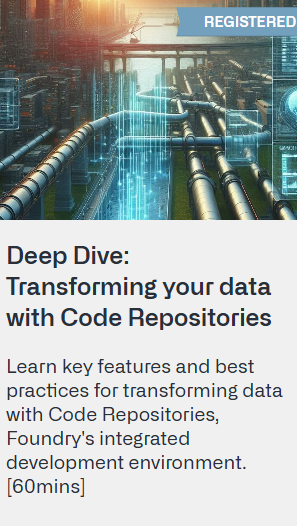 REGISTERED
Deep Dive:
Transforming your data
with Code Repositories
Learn key features and best
practices for transforming data
with Code Repositories,
Foundry's integrated
development environment.
[60mins]